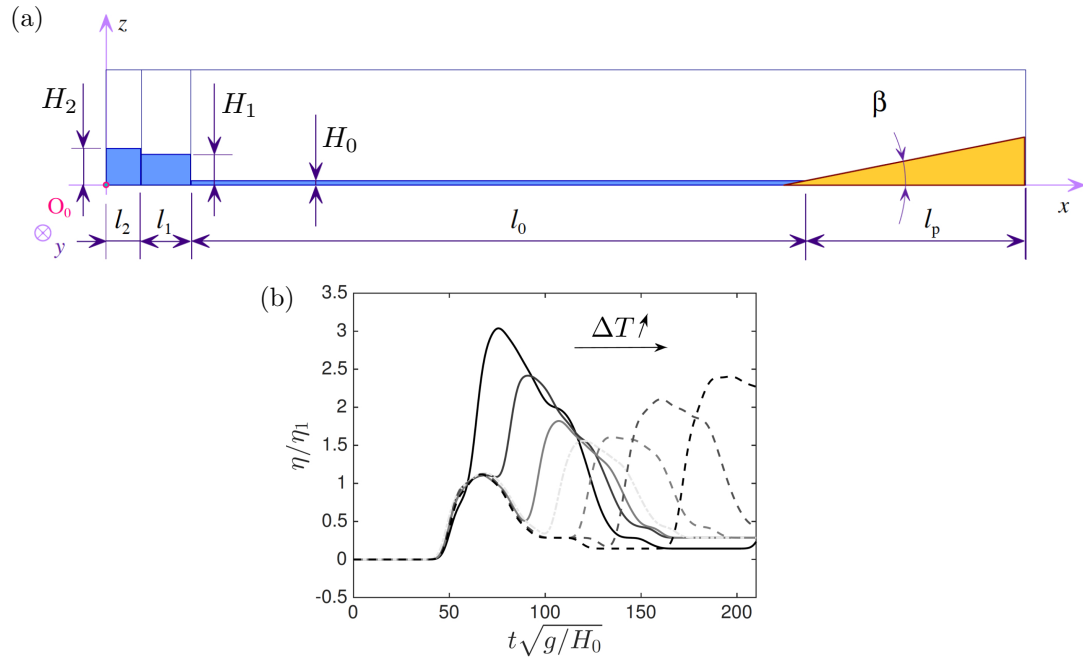 (a)
z
H₂
H₁
H₀
β
O₀
y
l₂
l₁
l₀
lₚ
x
(b)
3.5
3
2.5
2
1.5
1
0.5
0
-0.5
η/η₁
ΔT ↗
0
50
100
150
200
t√g/H₀